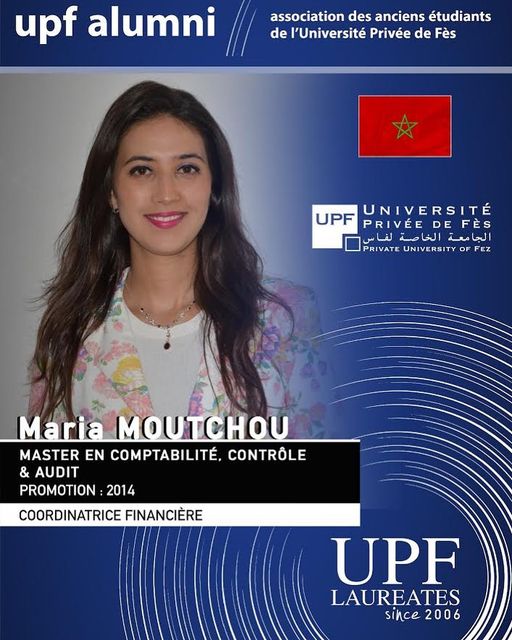 upf alumni
association des anciens étudiants
de l'Université Privée de Fès
UPF
UNIVERSITÉ
PRIVÉE DE FÈS
الجامعة الخاصة لفاس
PRIVATE UNIVERSITY OF FEZ
Maria MOUTCHOU
MASTER EN COMPTABILITÉ, CONTRÔLE
& AUDIT
PROMOTION : 2014
COORDINATRICE FINANCIÈRE
UPF
LAUREATES
since 2006